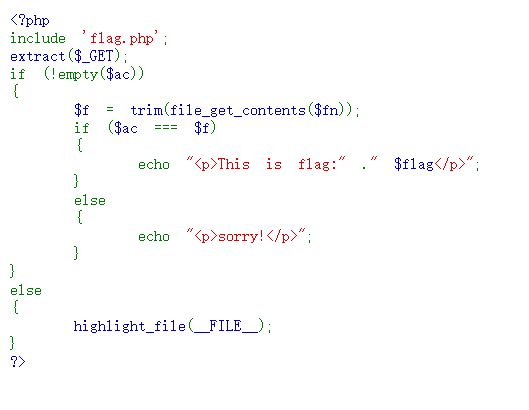 <?php
include 'flag.php';
extract($_GET);
if (!empty($ac))
{
$f = trim(file_get_contents($fn));
if ($ac === $f)
{
echo "<p>This is flag:" ." $flag</p>";
}
else
{
echo "<p>sorry!</p>";
}
}
else
{
highlight_file(__FILE__);
}
?>